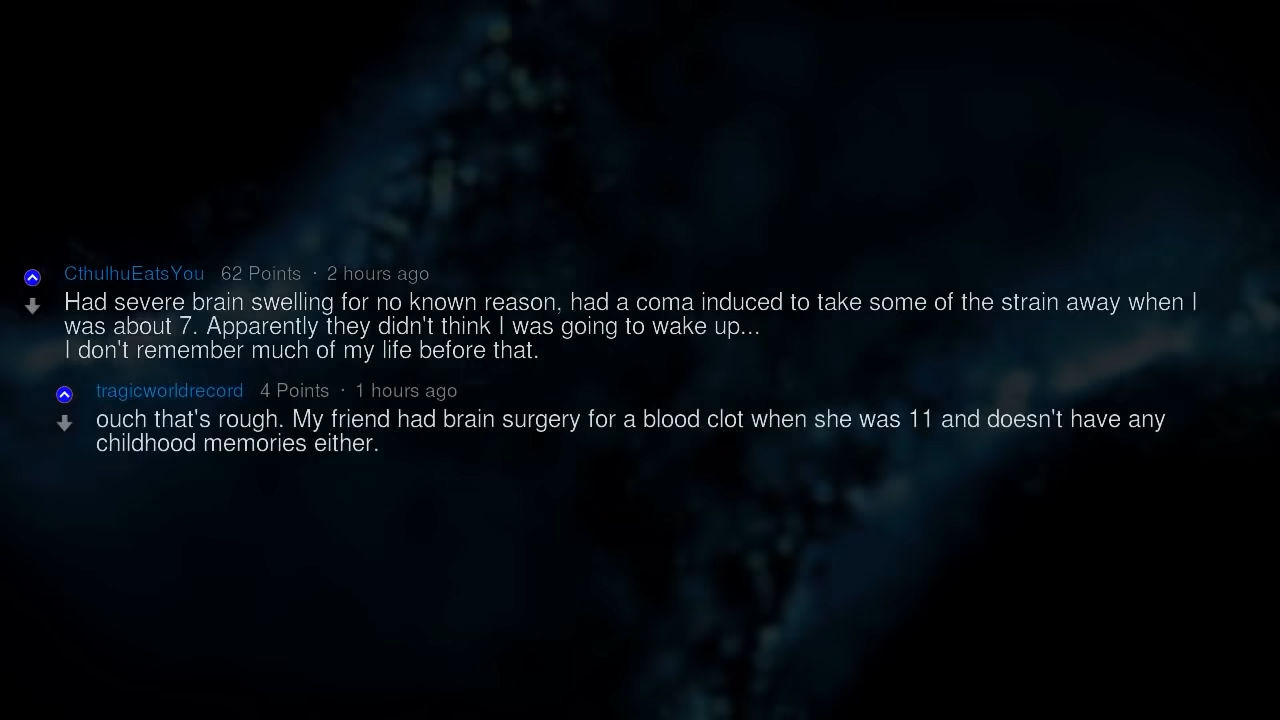 CthulhuEatsYou 62 Points · 2 hours ago
Had severe brain swelling for no known reason, had a coma induced to take some of the strain away when I
was about 7. Apparently they didn't think I was going to wake up...
I don't remember much of my life before that.
tragicworldrecord 4 Points · 1 hours ago
ouch that's rough. My friend had brain surgery for a blood clot when she was 11 and doesn't have any
childhood memories either.